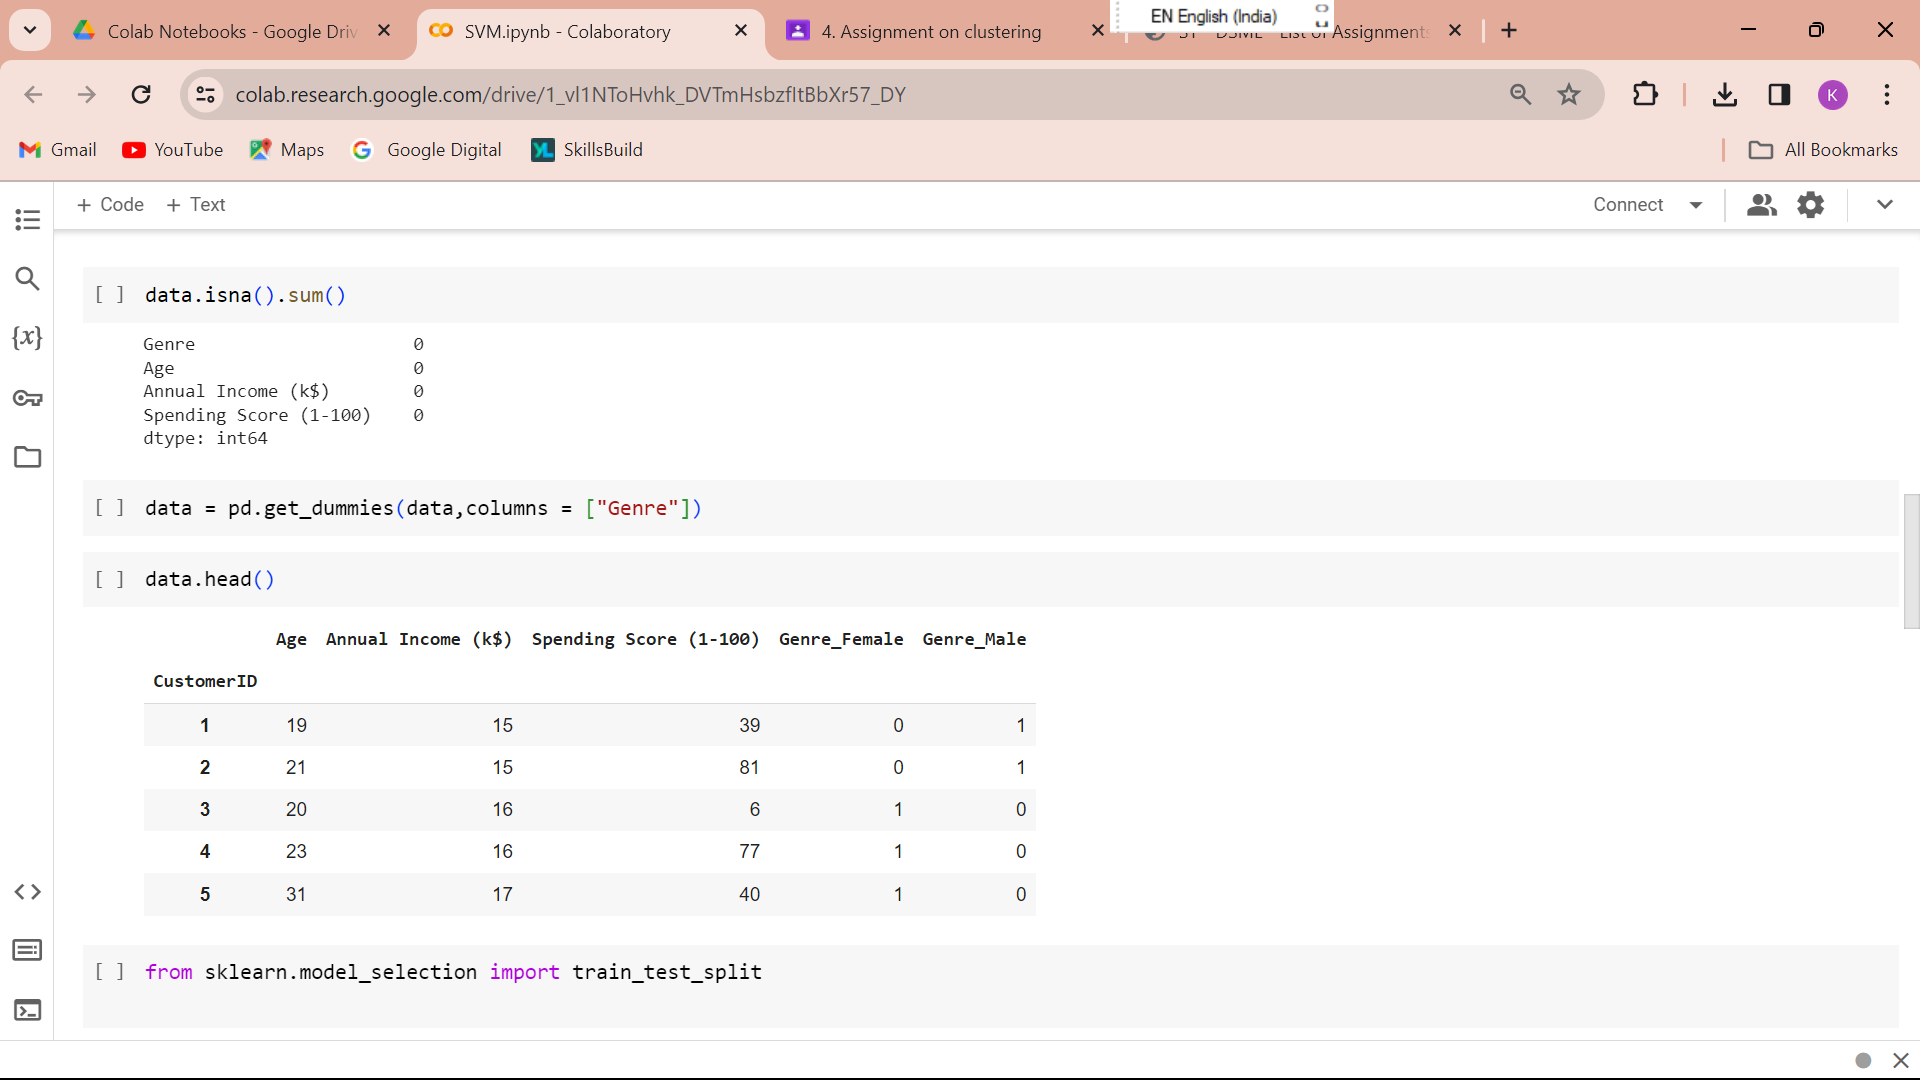 Colab Notebooks - Google Driv
SVM.ipynb - Colaboratory
4. Assignment on clustering
EN English (India)
List of Assignments
colab.research.google.com/drive/1_vl1NToHvhk_DVTmHsbzfItBbXr57_DY
K
Gmail
YouTube
Maps
Google Digital
SkillsBuild
All Bookmarks
+ Code + Text
Connect
[ ] data.isna().sum()
Genre 0
Age 0
Annual Income (k$) 0
Spending Score (1-100) 0
dtype: int64
[ ] data = pd.get_dummies(data,columns = ["Genre"])
[ ] data.head()
Age Annual Income (k$) Spending Score (1-100) Genre_Female Genre_Male
CustomerID
1 19 15 39 0 1
2 21 15 81 0 1
3 20 16 6 1 0
4 23 16 77 1 0
5 31 17 40 1 0
[ ] from sklearn.model_selection import train_test_split
{x}